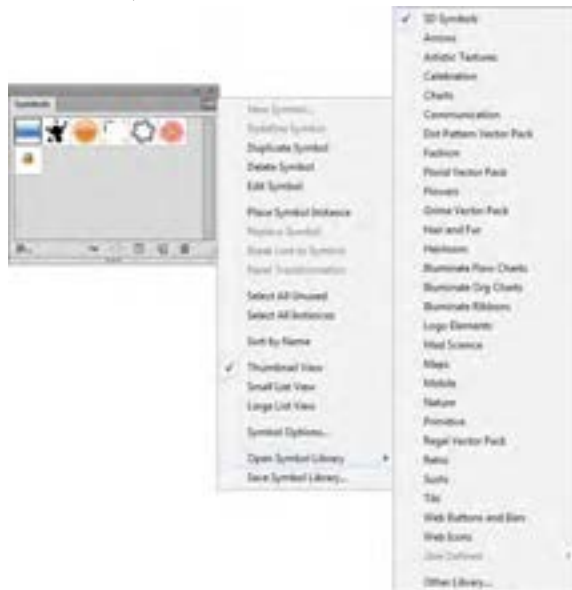 Symbols
New Symbol...
Redefine Symbol
Duplicate Symbol
Delete Symbol
Edit Symbol
Place Symbol Instance
Replace Symbol
Break Link to Symbol
Reset Transformation
Select All Unused
Select All Instances
Sort by Name
Thumbnail View
Small List View
Large List View
Symbol Options...
Open Symbol Library
Save Symbol Library...
3D Symbols
Arrows
Artistic Textures
Celebration
Charts
Communication
Dot Pattern Vector Pack
Fashion
Florid Vector Pack
Flowers
Grime Vector Pack
Hair and Fur
Heirloom
Illuminate Flow Charts
Illuminate Org Charts
Illuminate Ribbons
Logo Elements
Mad Science
Maps
Mobile
Nature
Primitive
Regal Vector Pack
Retro
Sushi
Tiki
Web Buttons and Bars
Web Icons
User Defined
Other Library...